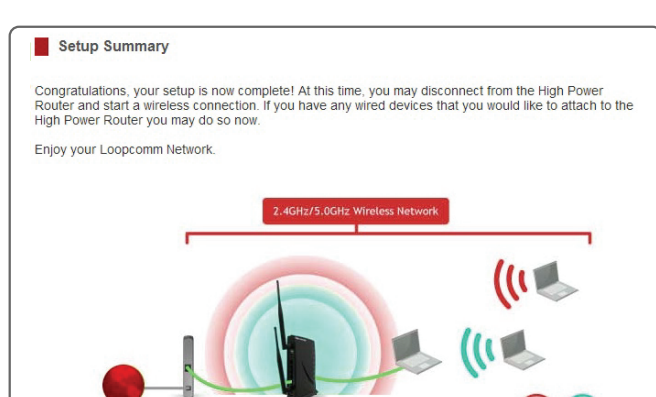 Setup Summary
Congratulations, your setup is now complete! At this time, you may disconnect from the High Power
Router and start a wireless connection. If you have any wired devices that you would like to attach to the
High Power Router you may do so now.
Enjoy your Loopcomm Network.
2.4GHz/5.0GHz Wireless Network